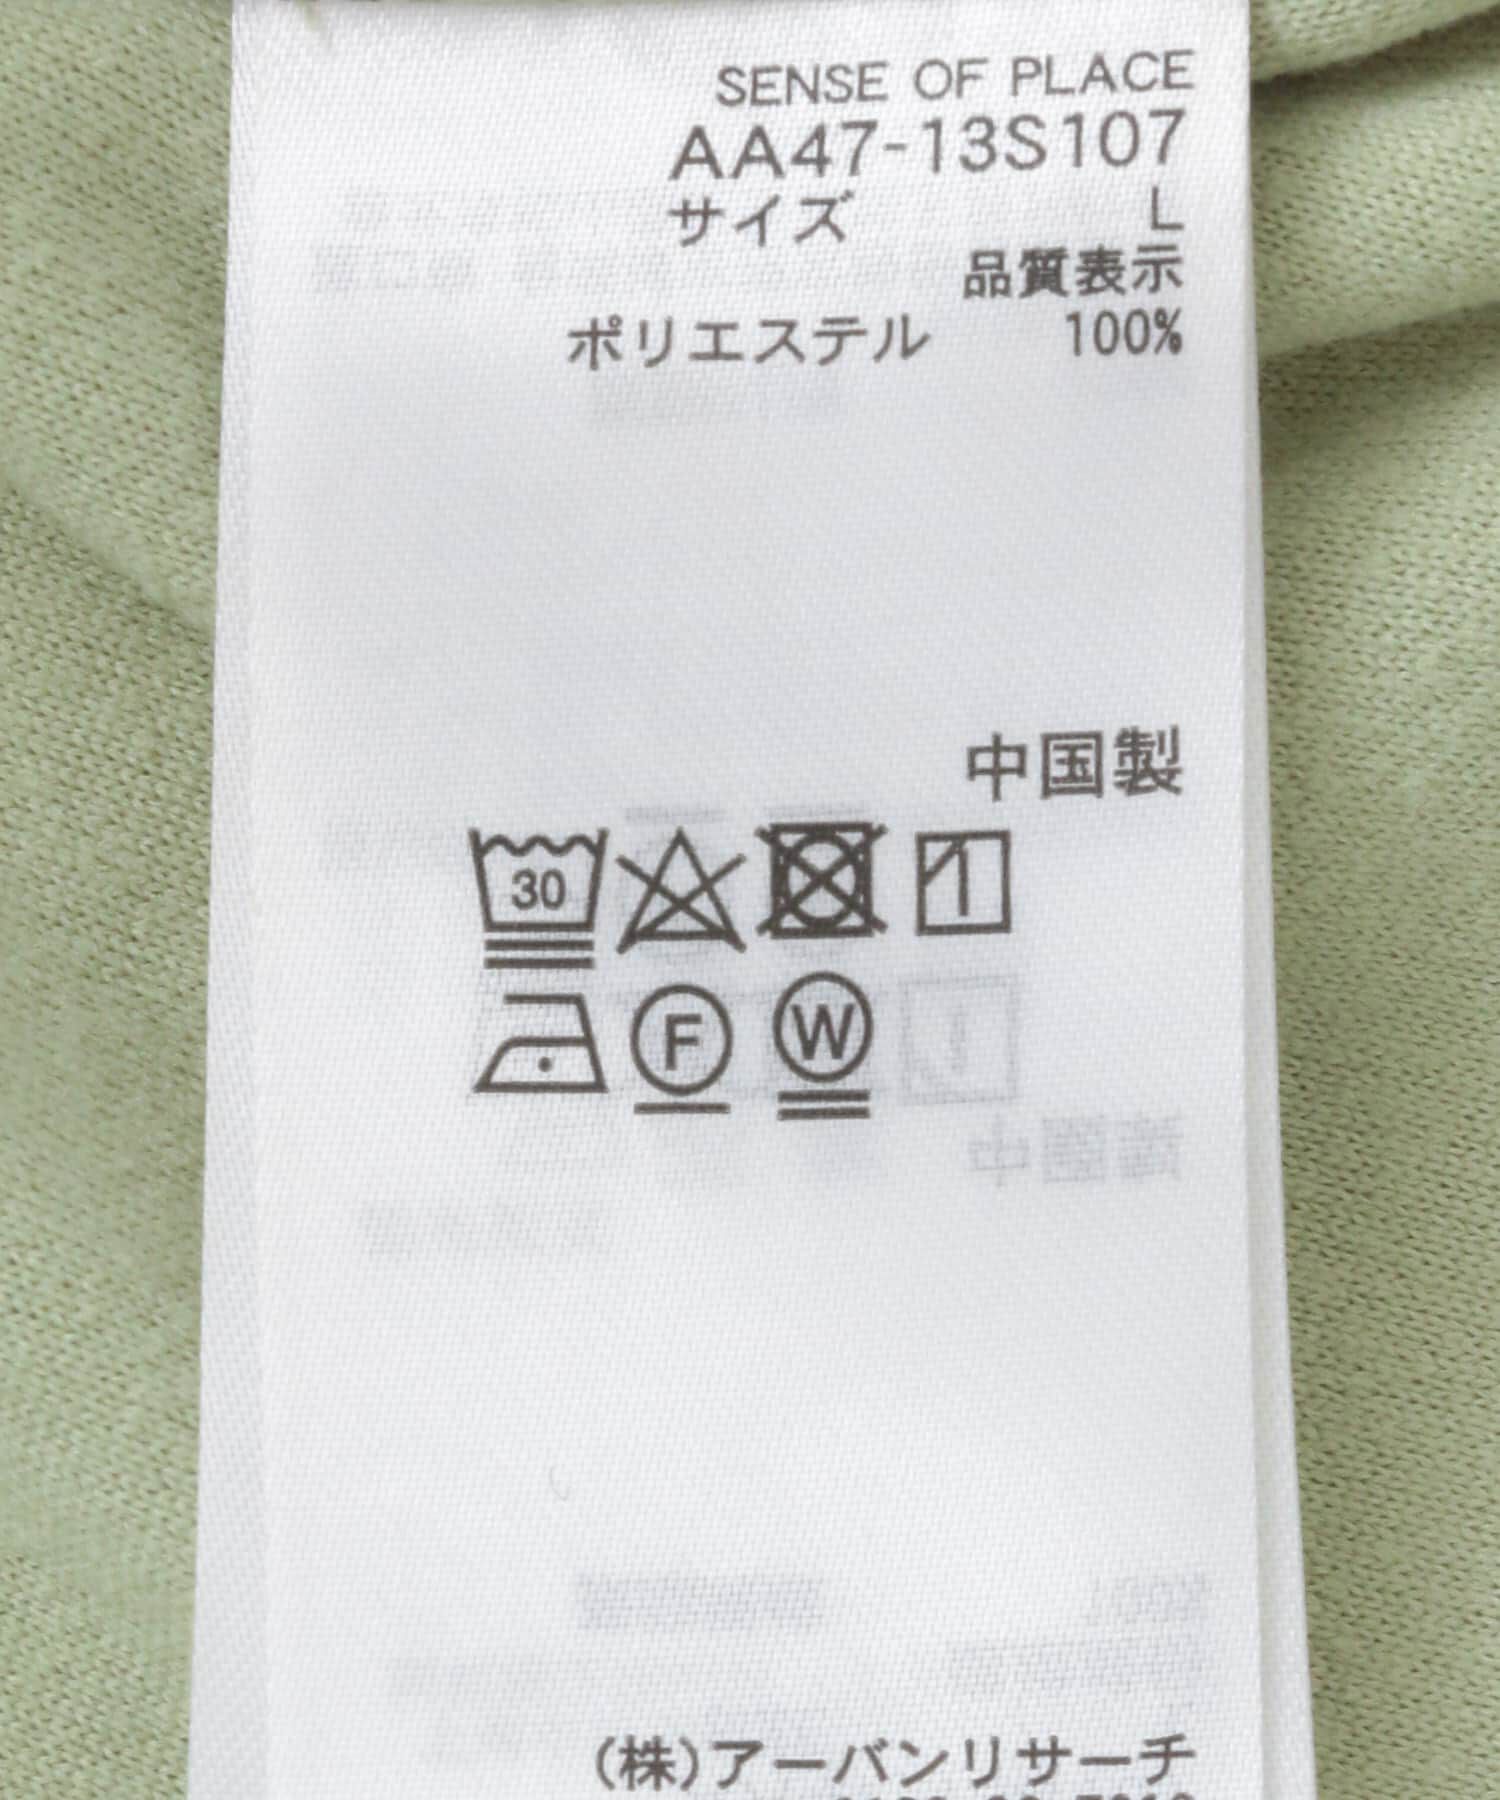 SENSE OF PLACE
AA47-13S107
サイズ L
品質表示
ポリエステル 100%
中国製
30
F W
(株)アーバンリサーチ